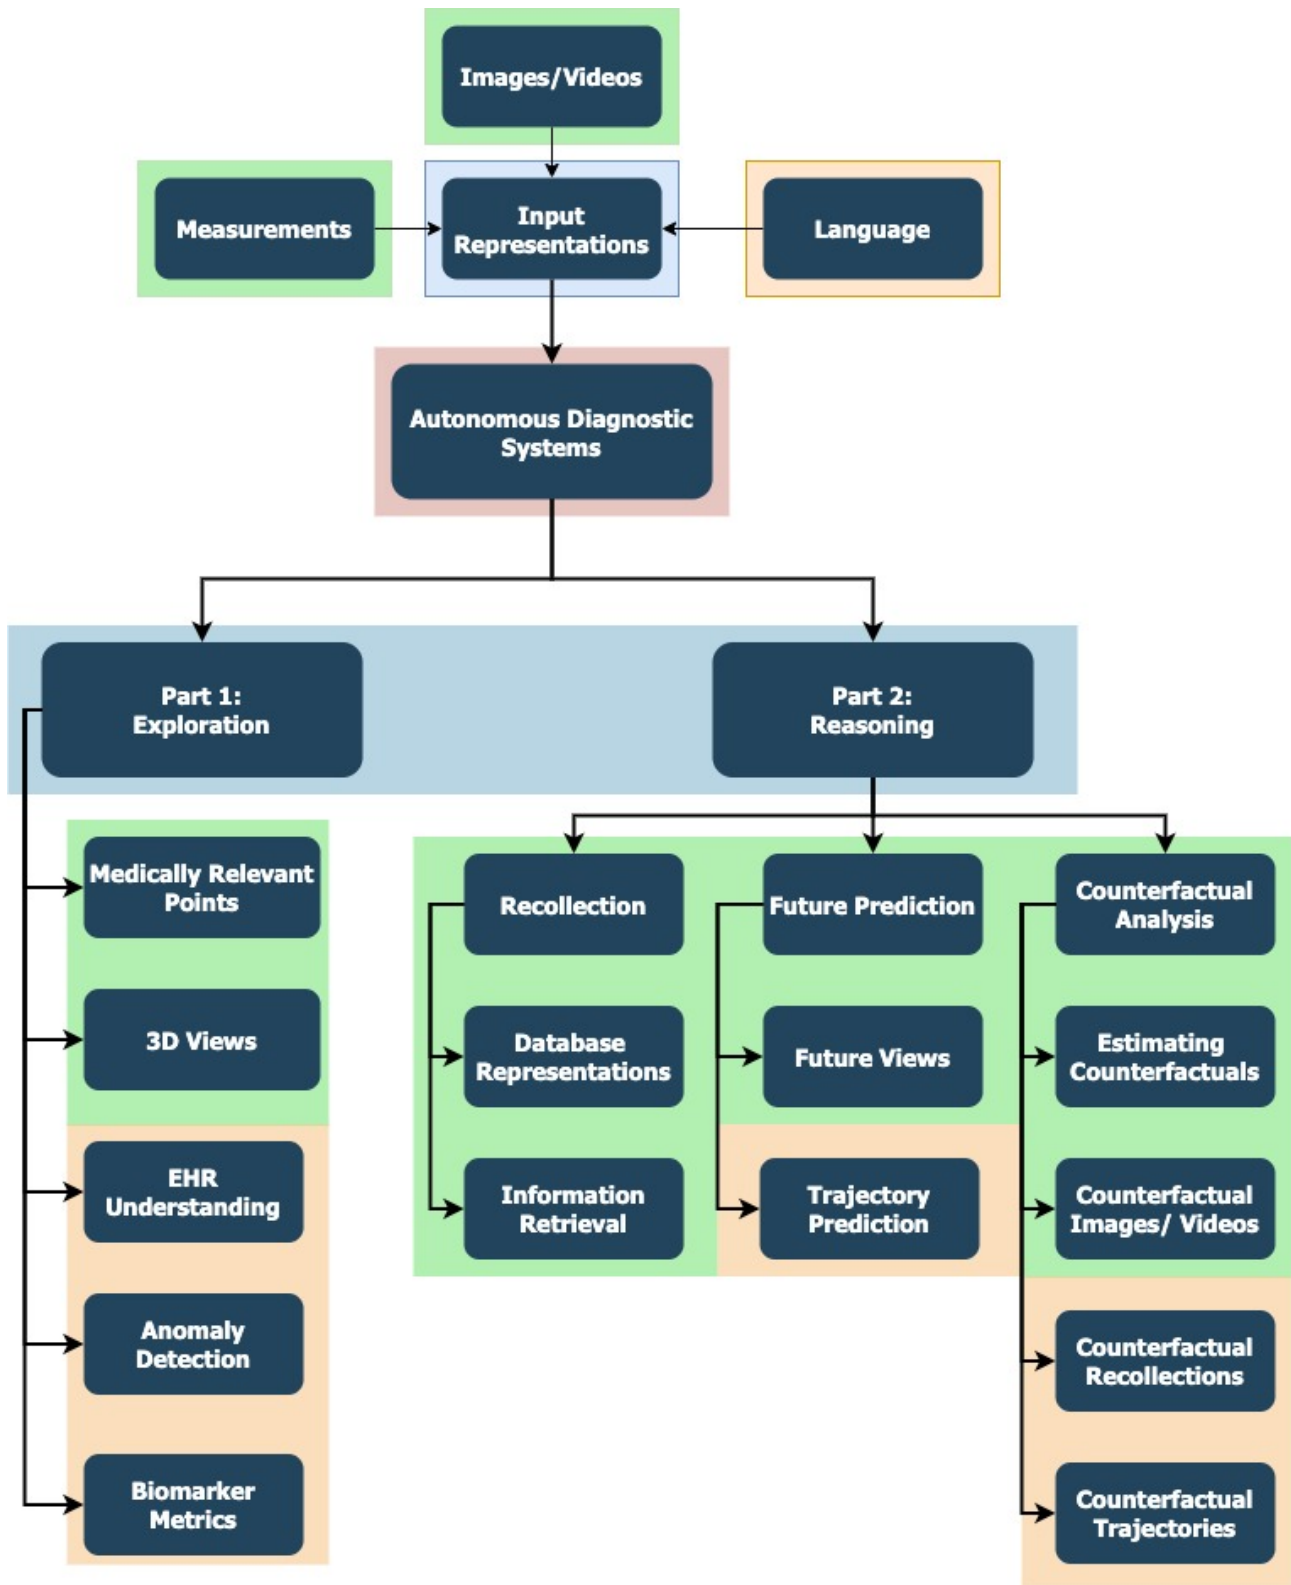 Images/Videos
Measurements
Input
Representations
Language
Autonomous Diagnostic
Systems
Part 1:
Exploration
Part 2:
Reasoning
Medically Relevant
Points
3D Views
EHR
Understanding
Anomaly
Detection
Biomarker
Metrics
Recollection
Database
Representations
Information
Retrieval
Future Prediction
Future Views
Trajectory
Prediction
Counterfactual
Analysis
Estimating
Counterfactuals
Counterfactual
Images/ Videos
Counterfactual
Recollections
Counterfactual
Trajectories